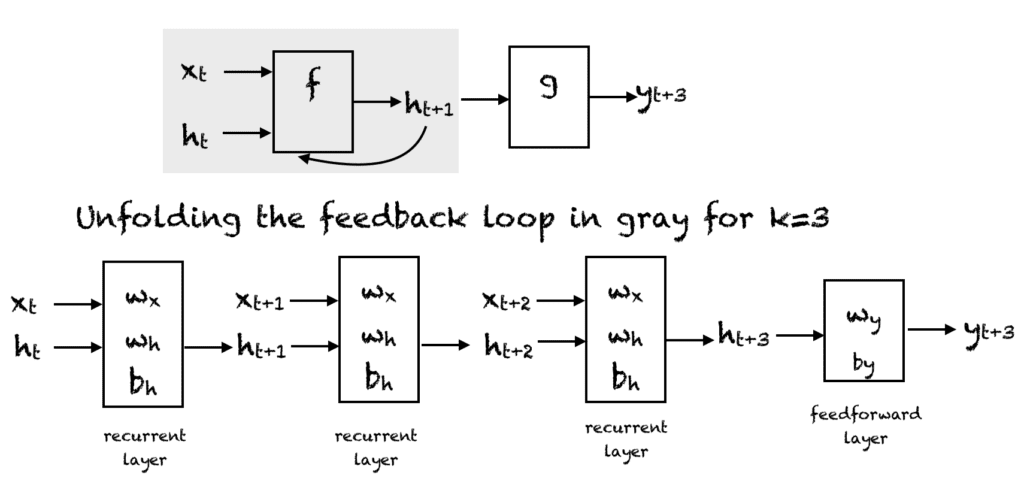 xt f ht+1 g yt+3
ht
Unfolding the feedback loop in gray for k=3
xt wx xt+1 wx xt+2 wx
ht wh ht+1 wh ht+2 wh ht+3 wy yt+3
bh bh bh by
recurrent layer
recurrent layer
recurrent layer
feedforward layer